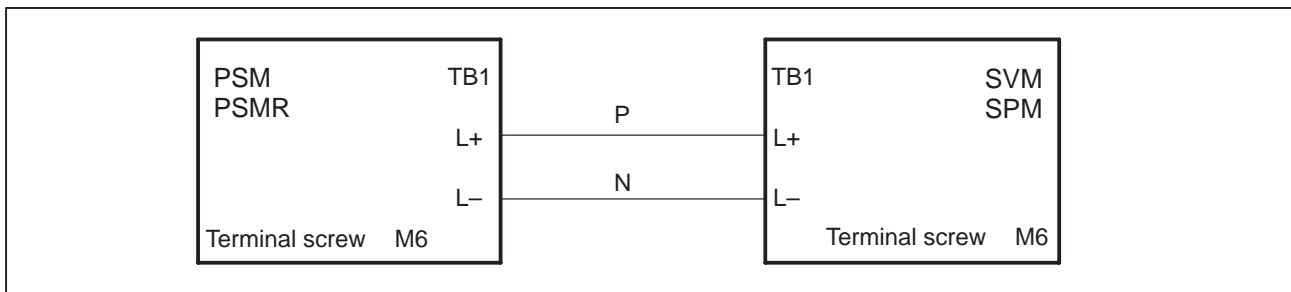 PSM
PSMR
TB1
L+
L–
Terminal screw M6
P
N
TB1
L+
L–
SVM
SPM
Terminal screw M6